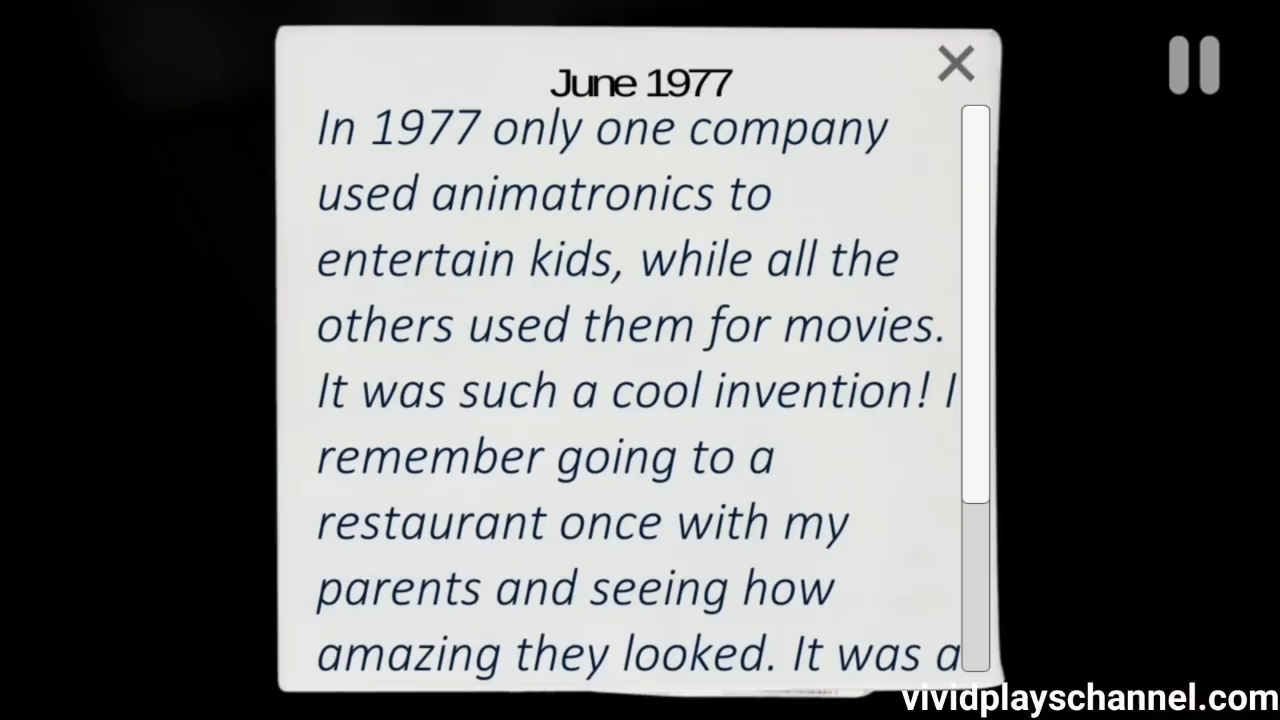 June 1977
In 1977 only one company
used animatronics to
entertain kids, while all the
others used them for movies.
It was such a cool invention! I
remember going to a
restaurant once with my
parents and seeing how
amazing they looked. It was a
vividplayschannel.com